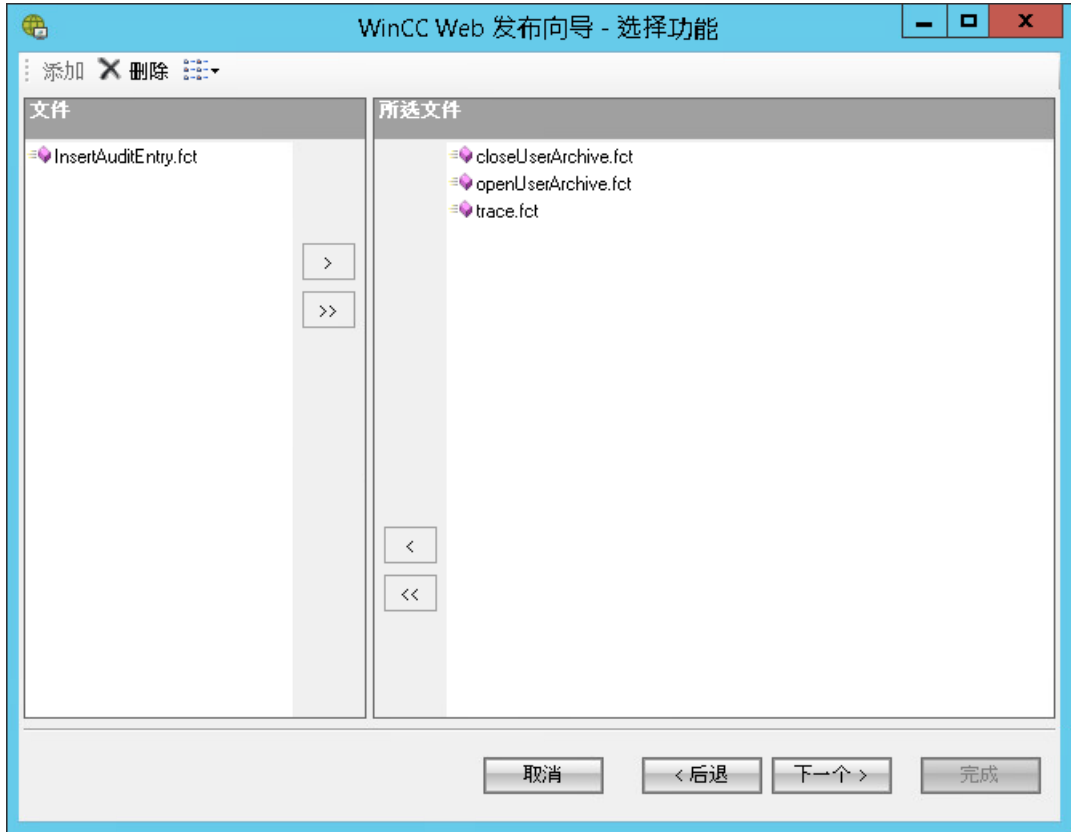 WinCC Web 发布向导 - 选择功能
添加 删除
文件
所选文件
InsertAuditEntry.fct
closeUserArchive.fct
openUserArchive.fct
trace.fct
>
>>
<
<<
取消
< 后退
下一个 >
完成